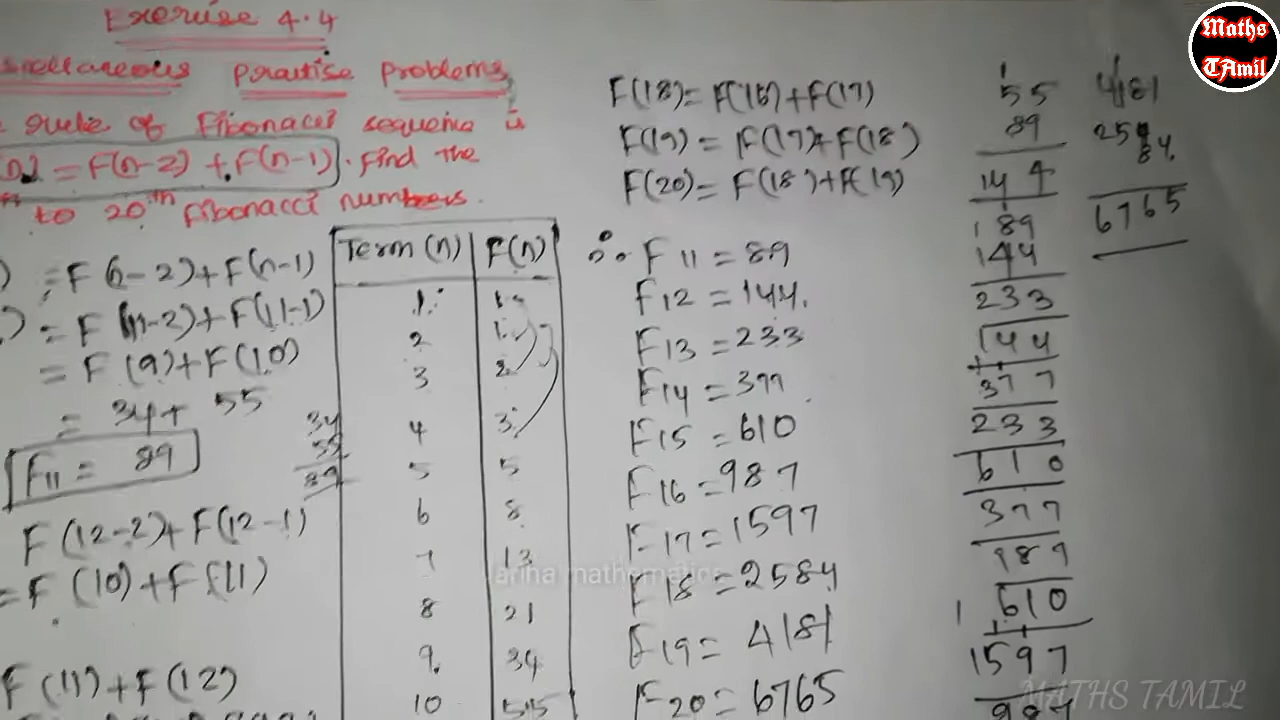 Exercise 4.4
Practise problems
rule of Fibonacci sequence is
= F(n-2) + F(n-1). Find the
to 20th fibonacci numbers.
= F(n-2)+F(n-1)
= F(11-2)+F(11-1)
= F(9)+F(10)
= 34+ 55
34
55
89
F11 = 89
F(12-2)+F(12-1)
= F(10)+F(11)
F(11)+F(12)
Term (n) F(n)
1 1
2 1
3 2
4 3
5 5
6 8
7 13
8 21
9 34
10 55
F(18)= F(16)+F(17)
F(19) = F(17)+F(18)
F(20)= F(18)+F(19)
∴ F11 = 89
F12 = 144.
F13 = 233
F14 = 377
F15 = 610
F16 = 987
F17 = 1597
F18 = 2584
F19 = 4181
F20 = 6765
1
55
89
144
1
89
144
233
144
377
233
610
377
987
1 610
1597
987
4181
2584
6765
Maths
TAmil
mathematics
MATHS TAMIL